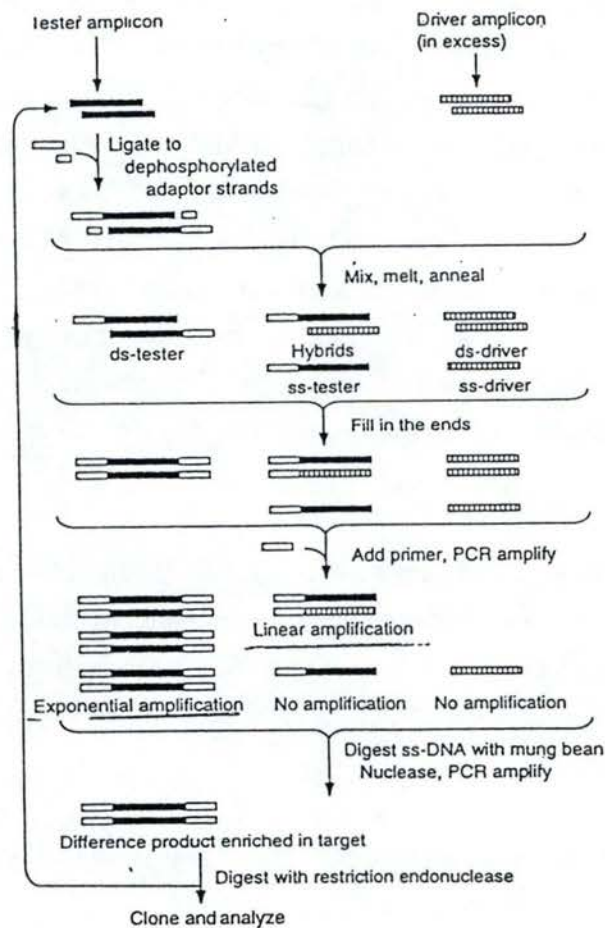 Tester amplicon
Driver amplicon
(in excess)
Ligate to
dephosphorylated
adaptor strands
Mix, melt, anneal
ds-tester
Hybrids
ds-driver
ss-tester
ss-driver
Fill in the ends
Add primer, PCR amplify
Linear amplification
Exponential amplification
No amplification
No amplification
Digest ss-DNA with mung bean
Nuclease, PCR amplify
Difference product enriched in target
Digest with restriction endonuclease
Clone and analyze